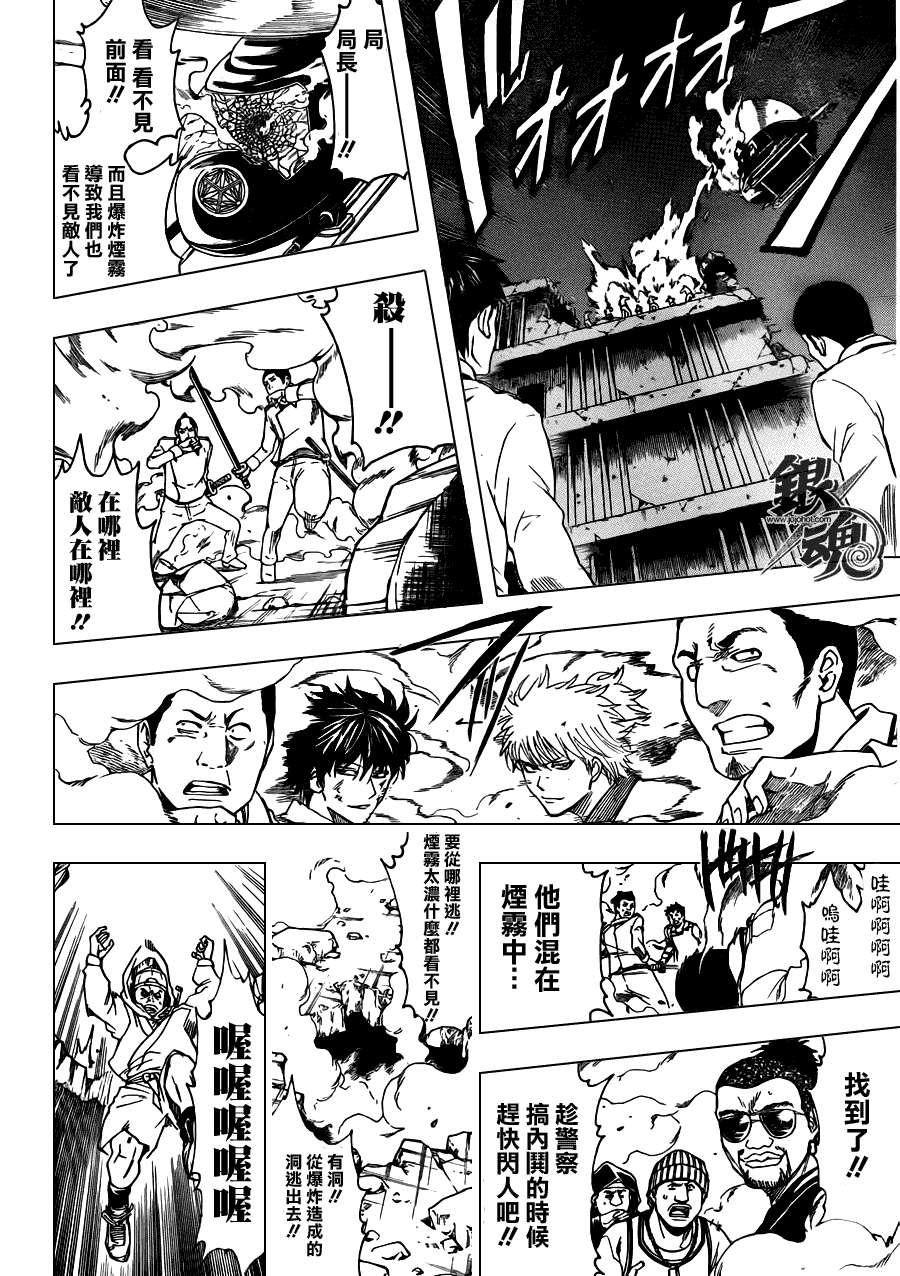 オオオオ
銀魂
www.jojohot.com
局
局長——!!
看 看不見
前面!!
而且爆炸煙霧
導致我們也
看不見敵人了
殺——!!
在哪裡
敵人在哪裡!!
哇啊啊啊啊
嗚哇啊啊
他們混在
煙霧中…
找到了!!
趁警察
搞內鬨的時候
趕快閃人吧!!
要從哪裡逃!!
煙霧太濃什麼都看不見!!
有洞!!
從爆炸造成的
洞逃出去!!
喔喔喔喔喔